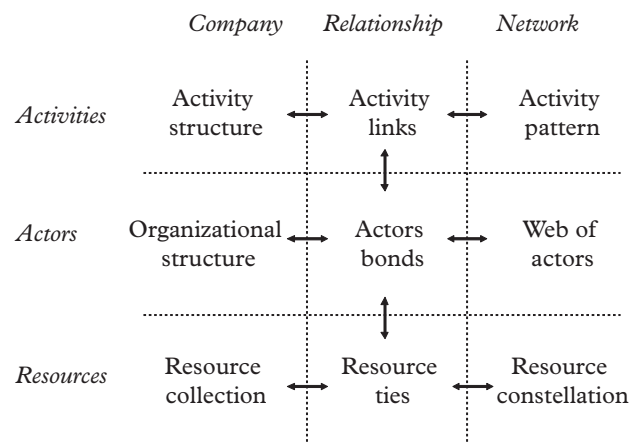 Company Relationship Network
Activities
Activity structure
Activity links
Activity pattern
Actors
Organizational structure
Actors bonds
Web of actors
Resources
Resource collection
Resource ties
Resource constellation